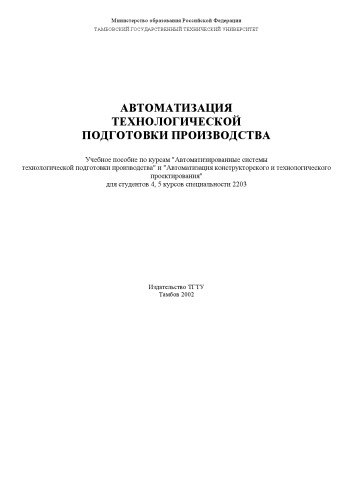 Министерство образования Российской Федерации
ТАМБОВСКИЙ ГОСУДАРСТВЕННЫЙ ТЕХНИЧЕСКИЙ УНИВЕРСИТЕТ
АВТОМАТИЗАЦИЯ
ТЕХНОЛОГИЧЕСКОЙ
ПОДГОТОВКИ ПРОИЗВОДСТВА
Учебное пособие по курсам "Автоматизированные системы
технологической подготовки производства" и "Автоматизация конструкторского и технологического
проектирования"
для студентов 4, 5 курсов специальности 2203
Издательство ТГТУ
Тамбов 2002